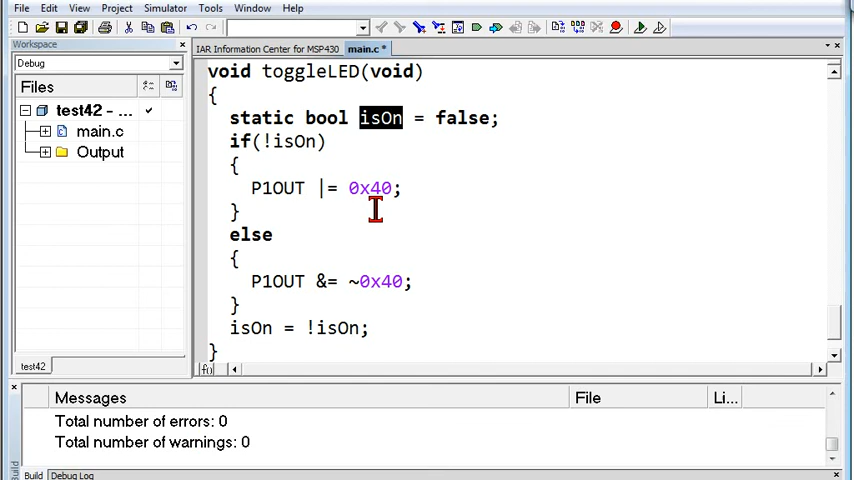 File Edit View Project Simulator Tools Window Help
Workspace
Debug
Files
test42 - ...
main.c
Output
test42
IAR Information Center for MSP430 main.c *
void toggleLED(void)
{
static bool isOn = false;
if(!isOn)
{
P1OUT |= 0x40;
}
else
{
P1OUT &= ~0x40;
}
isOn = !isOn;
}
f()
Messages File Li...
Total number of errors: 0
Total number of warnings: 0
Build
Build Debug Log